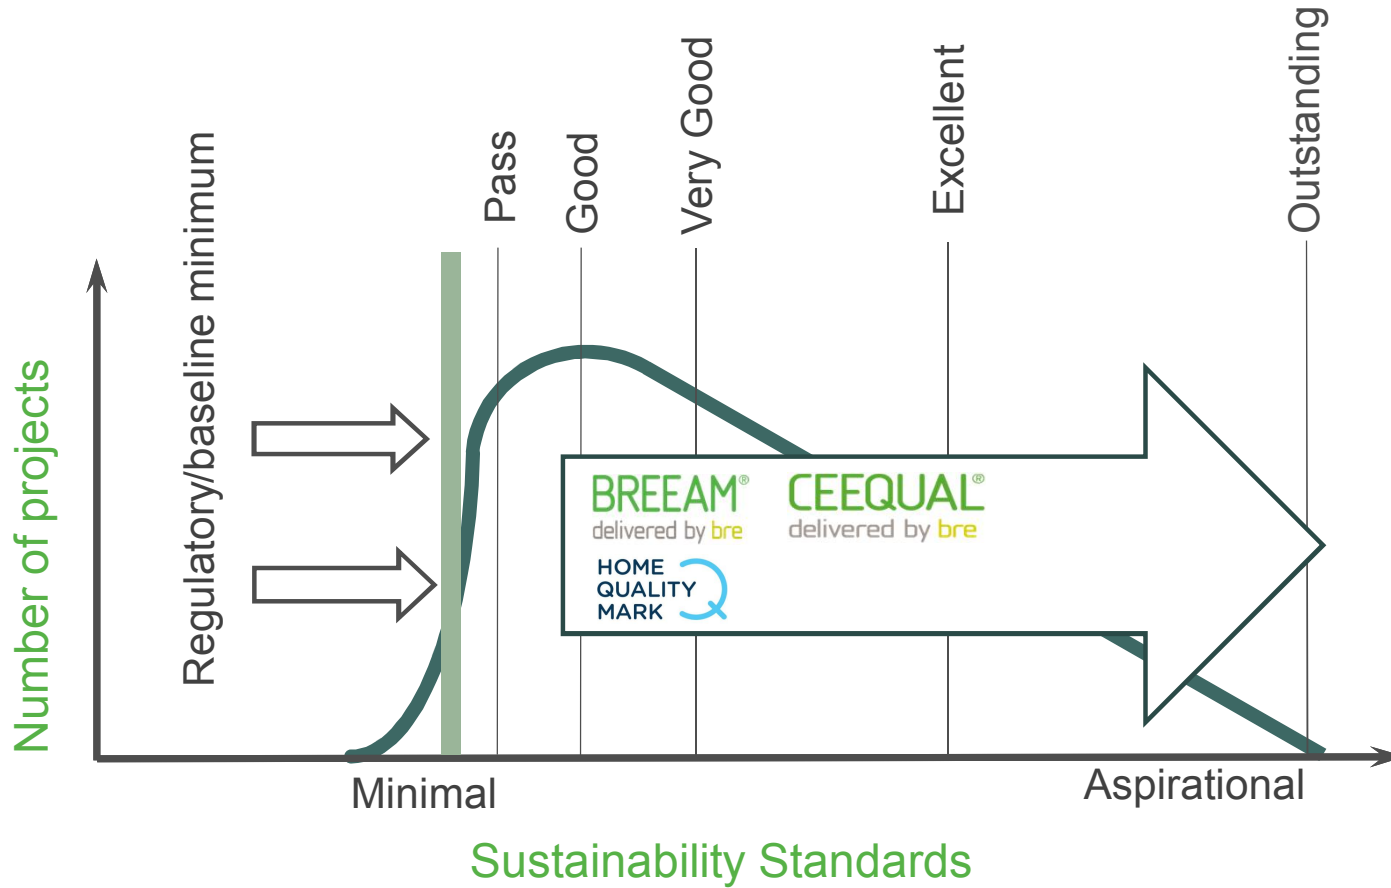 Regulatory/baseline minimum
Pass
Good
Very Good
Excellent
Outstanding
Number of projects
BREEAM®
delivered by bre
CEEQUAL®
delivered by bre
HOME
QUALITY
MARK
Minimal
Aspirational
Sustainability Standards